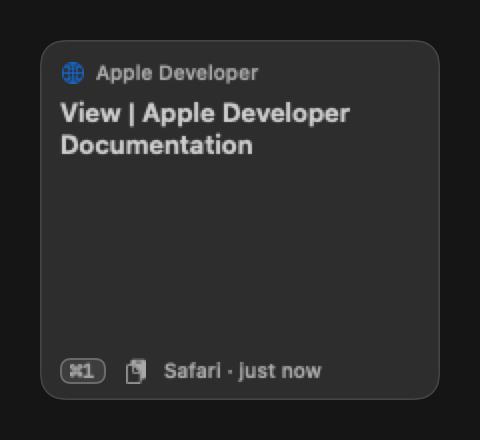 Apple Developer
View | Apple Developer
Documentation
⌘1 Safari · just now